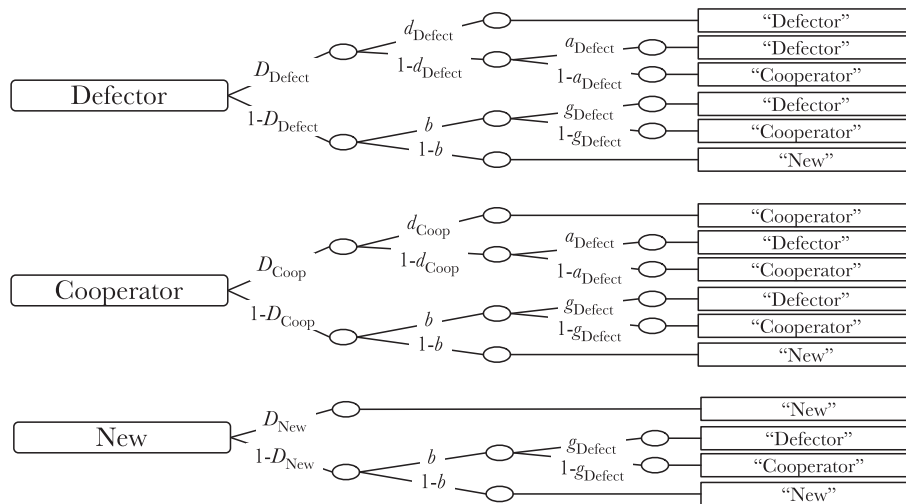 d_Defect “Defector”
D_Defect 1-d_Defect a_Defect “Defector”
1-a_Defect “Cooperator”
Defector
1-D_Defect b g_Defect “Defector”
1-g_Defect “Cooperator”
1-b “New”
d_Coop “Cooperator”
D_Coop 1-d_Coop a_Defect “Defector”
1-a_Defect “Cooperator”
Cooperator
1-D_Coop b g_Defect “Defector”
1-g_Defect “Cooperator”
1-b “New”
D_New “New”
New
1-D_New b g_Defect “Defector”
1-g_Defect “Cooperator”
1-b “New”